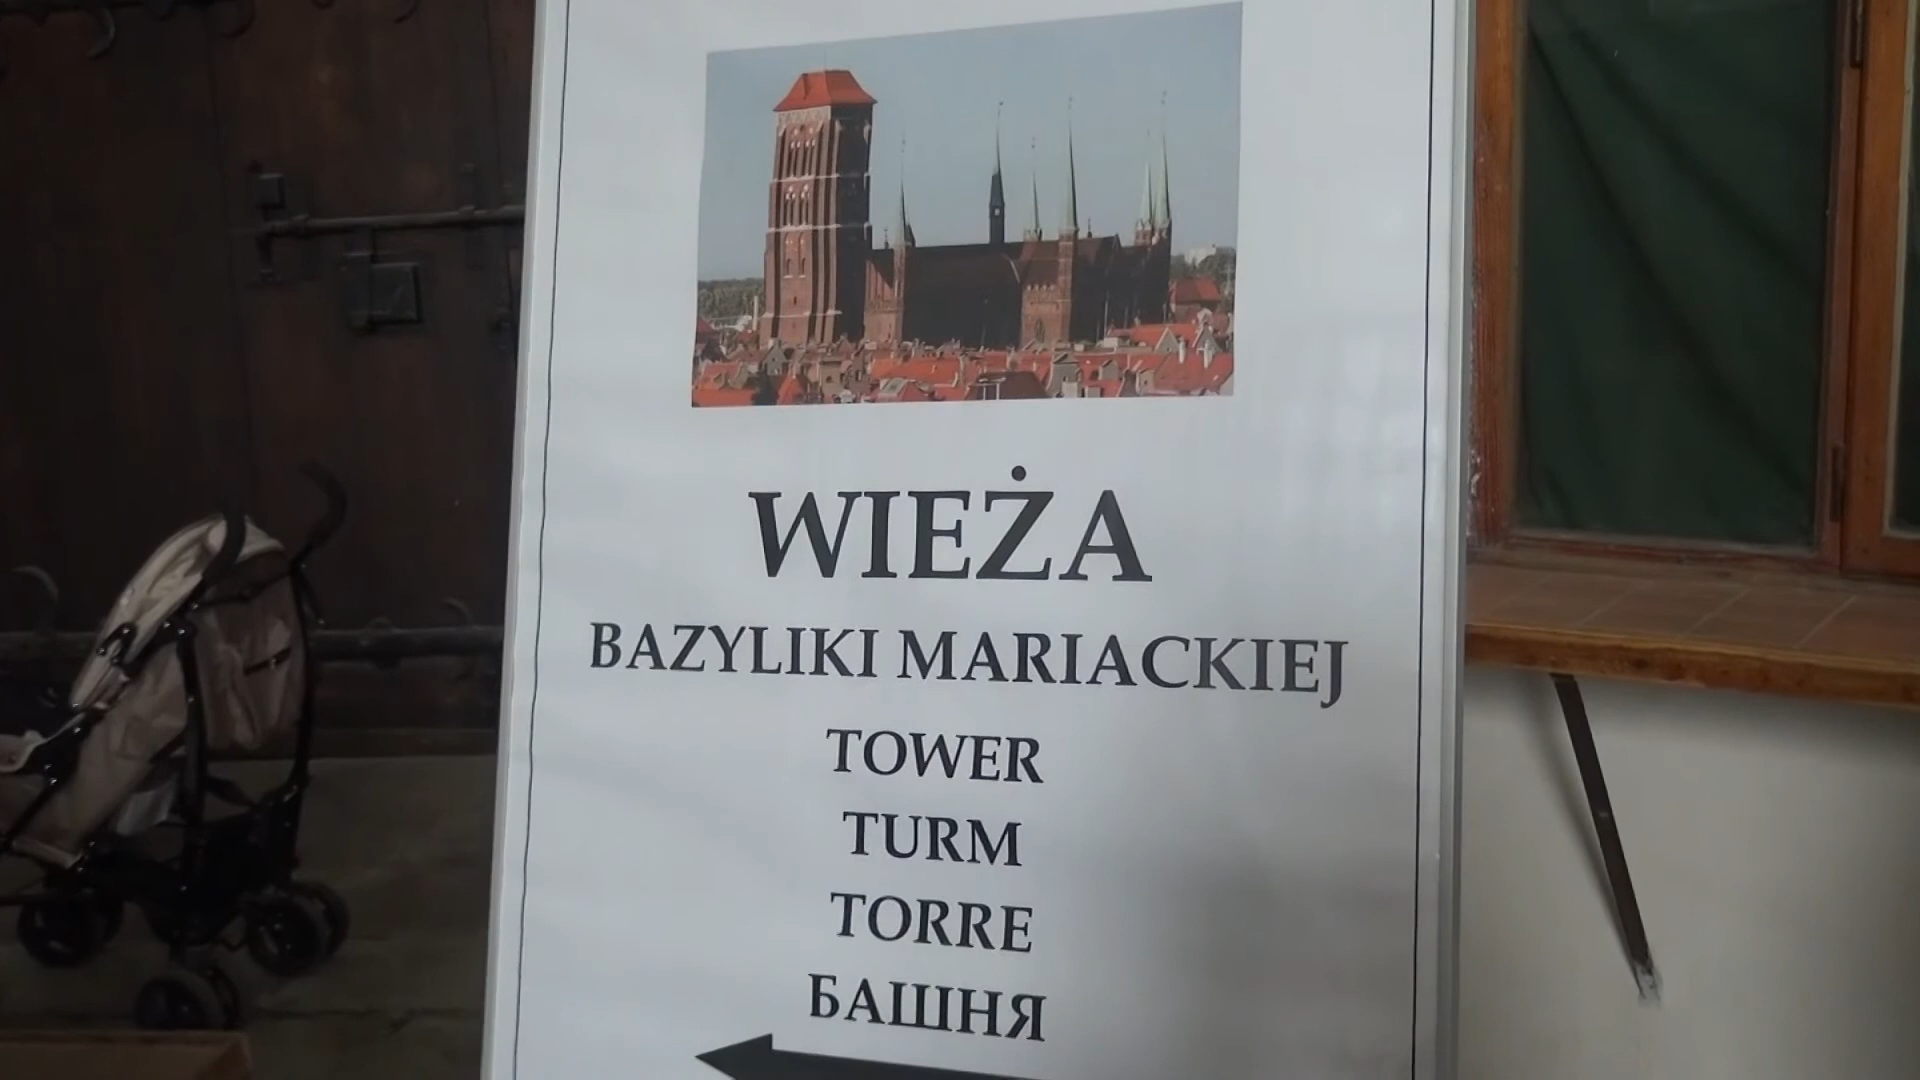 WIEŻA
BAZYLIKI MARIACKIEJ
TOWER
TURM
TORRE
БАШНЯ